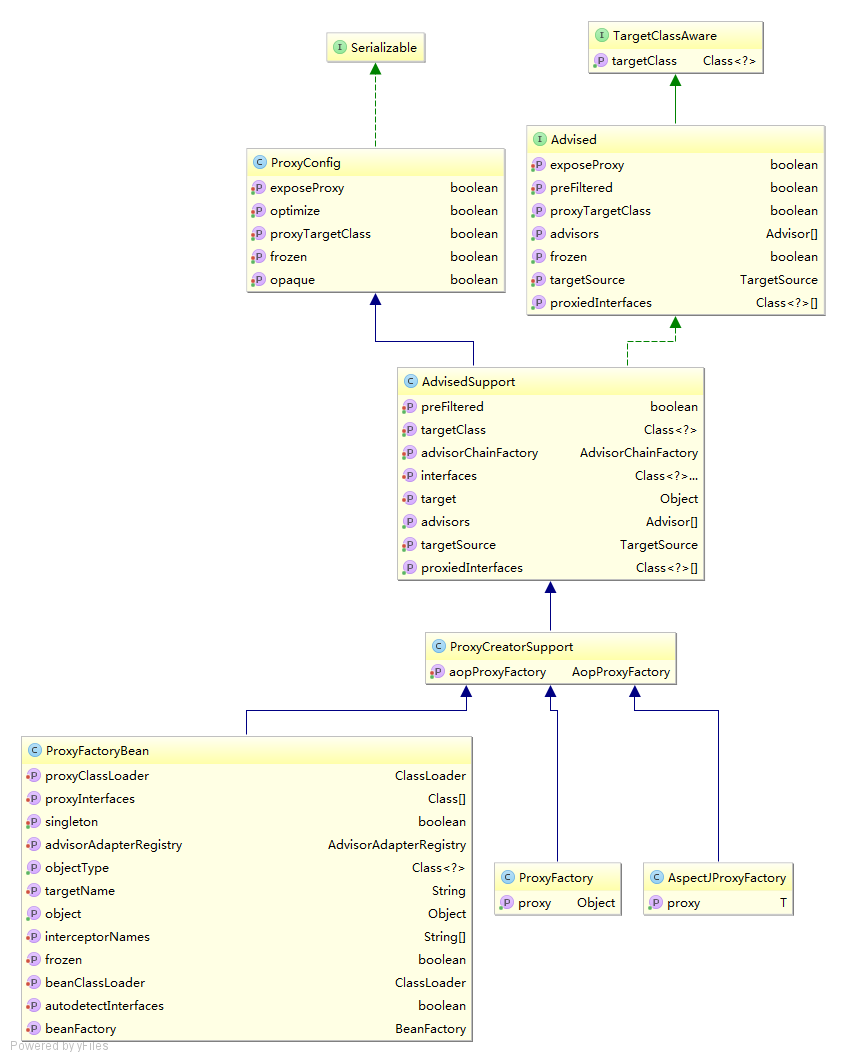 I Serializable
I TargetClassAware
P targetClass Class<?>
C ProxyConfig
P exposeProxy boolean
P optimize boolean
P proxyTargetClass boolean
P frozen boolean
P opaque boolean
I Advised
P exposeProxy boolean
P preFiltered boolean
P proxyTargetClass boolean
P advisors Advisor[]
P frozen boolean
P targetSource TargetSource
P proxiedInterfaces Class<?>[]
C AdvisedSupport
P preFiltered boolean
P targetClass Class<?>
P advisorChainFactory AdvisorChainFactory
P interfaces Class<?>...
P target Object
P advisors Advisor[]
P targetSource TargetSource
P proxiedInterfaces Class<?>[]
C ProxyCreatorSupport
P aopProxyFactory AopProxyFactory
C ProxyFactoryBean
P proxyClassLoader ClassLoader
P proxyInterfaces Class[]
P singleton boolean
P advisorAdapterRegistry AdvisorAdapterRegistry
P objectType Class<?>
P targetName String
P object Object
P interceptorNames String[]
P frozen boolean
P beanClassLoader ClassLoader
P autodetectInterfaces boolean
P beanFactory BeanFactory
C ProxyFactory
P proxy Object
C AspectJProxyFactory
P proxy T
Powered by yFiles